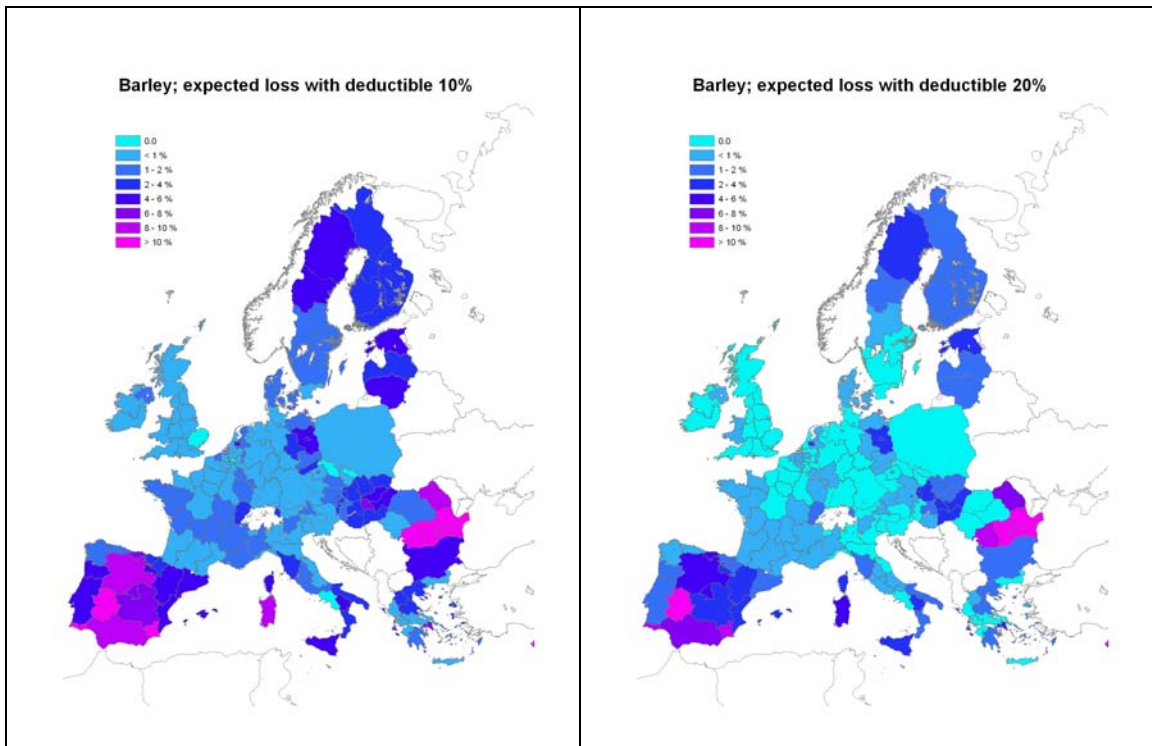 Barley; expected loss with deductible 10%
0.0
< 1 %
1 - 2 %
2 - 4 %
4 - 6 %
6 - 8 %
8 - 10 %
> 10 %
Barley; expected loss with deductible 20%
0.0
< 1 %
1 - 2 %
2 - 4 %
4 - 6 %
6 - 8 %
8 - 10 %
> 10 %